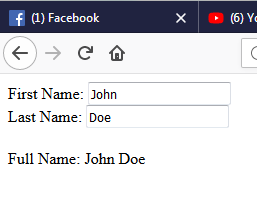 (1) Facebook
(6) Yo
First Name: John
Last Name: Doe
Full Name: John Doe